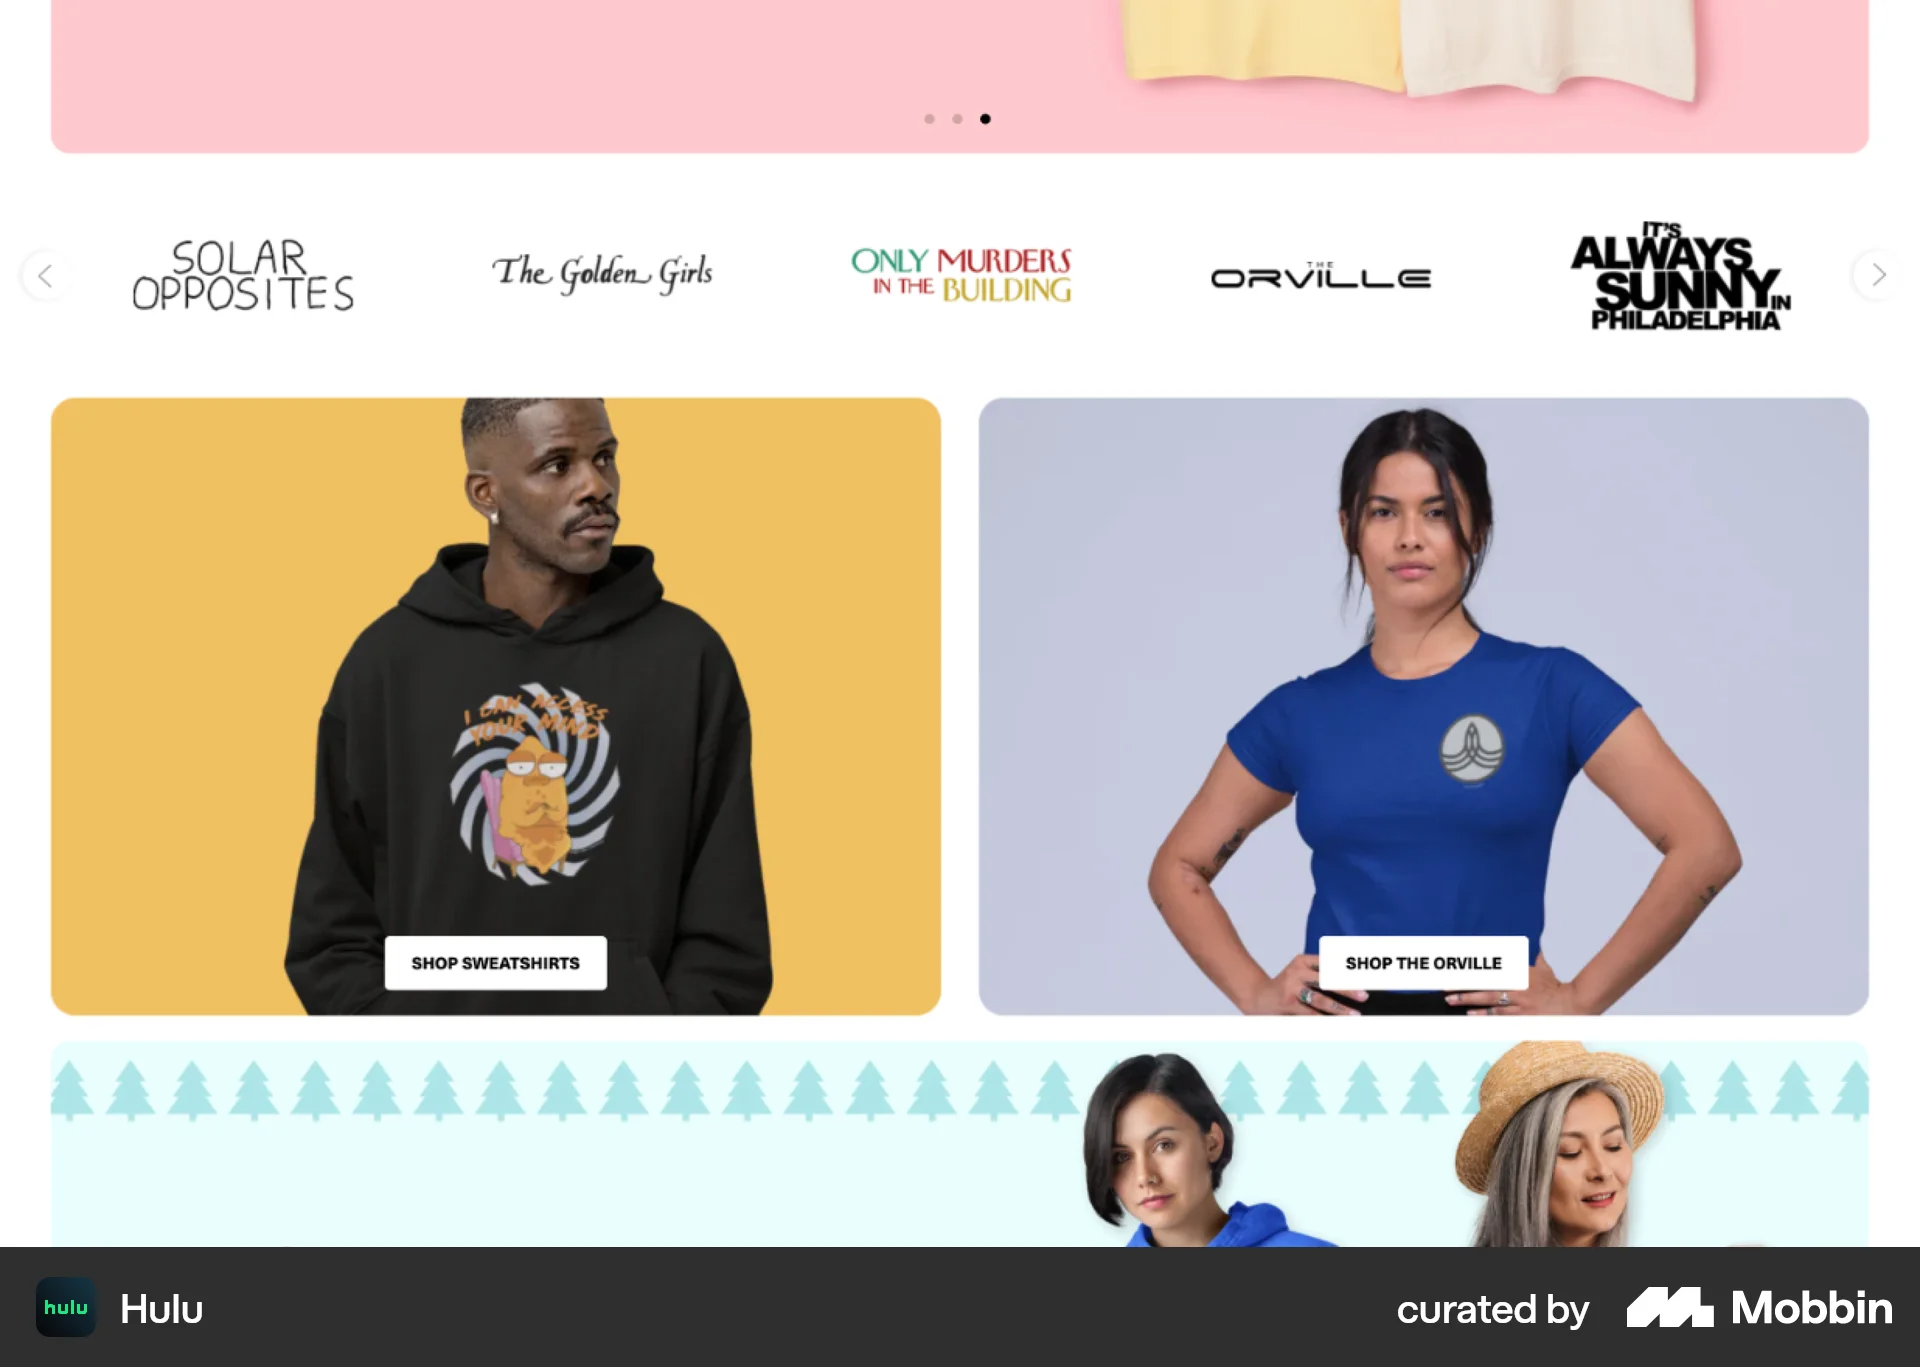 SOLAR
OPPOSITES
The Golden Girls
ONLY MURDERS
IN THE BUILDING
THE
ORVILLE
IT'S
ALWAYS
SUNNY IN
PHILADELPHIA
I CAN ACCESS
YOUR MIND
SHOP SWEATSHIRTS
SHOP THE ORVILLE
hulu
Hulu
curated by
Mobbin